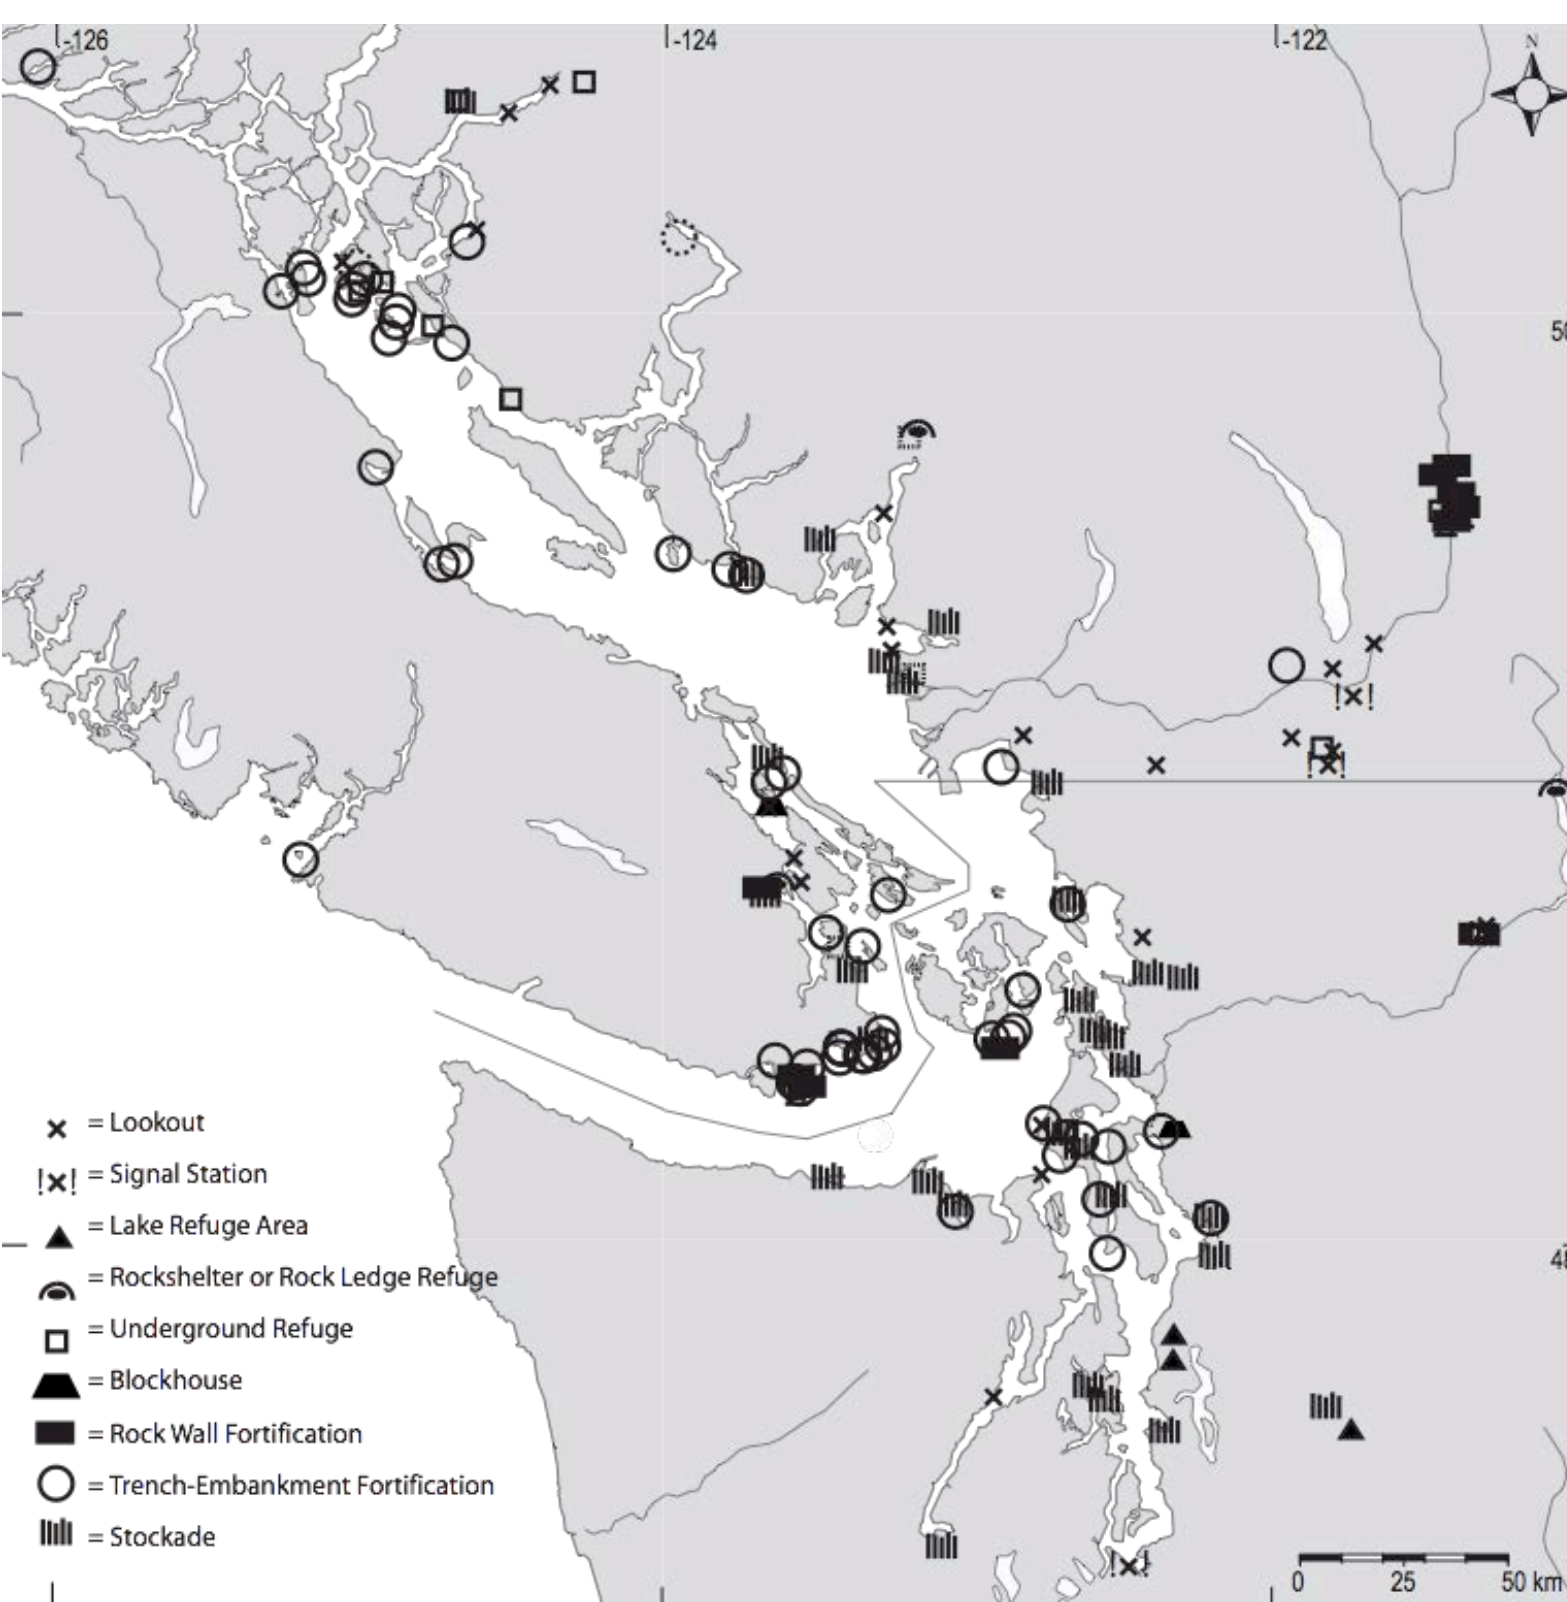 -126
-124
-122
N
50
= Lookout
!×! = Signal Station
= Lake Refuge Area
= Rockshelter or Rock Ledge Refuge
= Underground Refuge
= Blockhouse
= Rock Wall Fortification
= Trench-Embankment Fortification
= Stockade
0 25 50 km